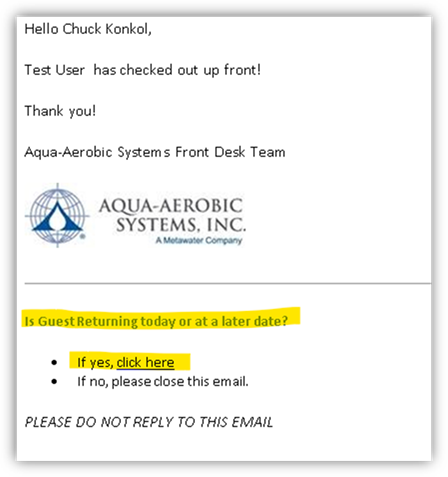 Hello Chuck Konkol,
Test User has checked out up front!
Thank you!
Aqua-Aerobic Systems Front Desk Team
AQUA-AEROBIC
SYSTEMS, INC.
A Metawater Company
Is Guest Returning today or at a later date?
• If yes, click here
• If no, please close this email.
PLEASE DO NOT REPLY TO THIS EMAIL